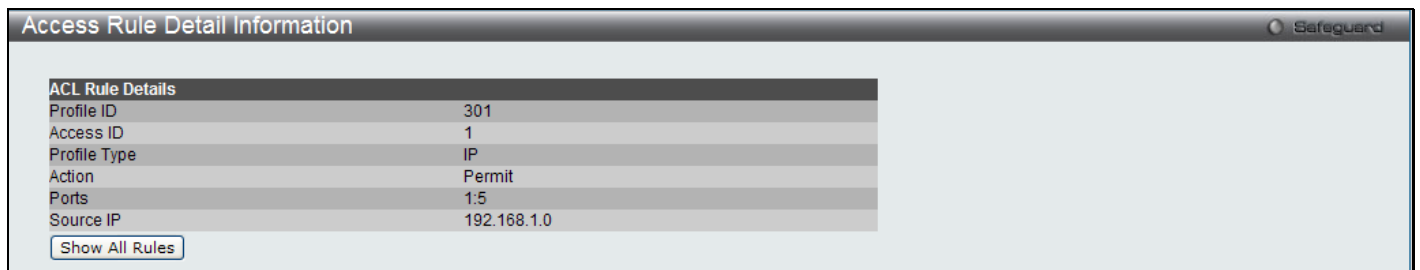 Access Rule Detail Information
Safeguard
ACL Rule Details
Profile ID 301
Access ID 1
Profile Type IP
Action Permit
Ports 1:5
Source IP 192.168.1.0
Show All Rules